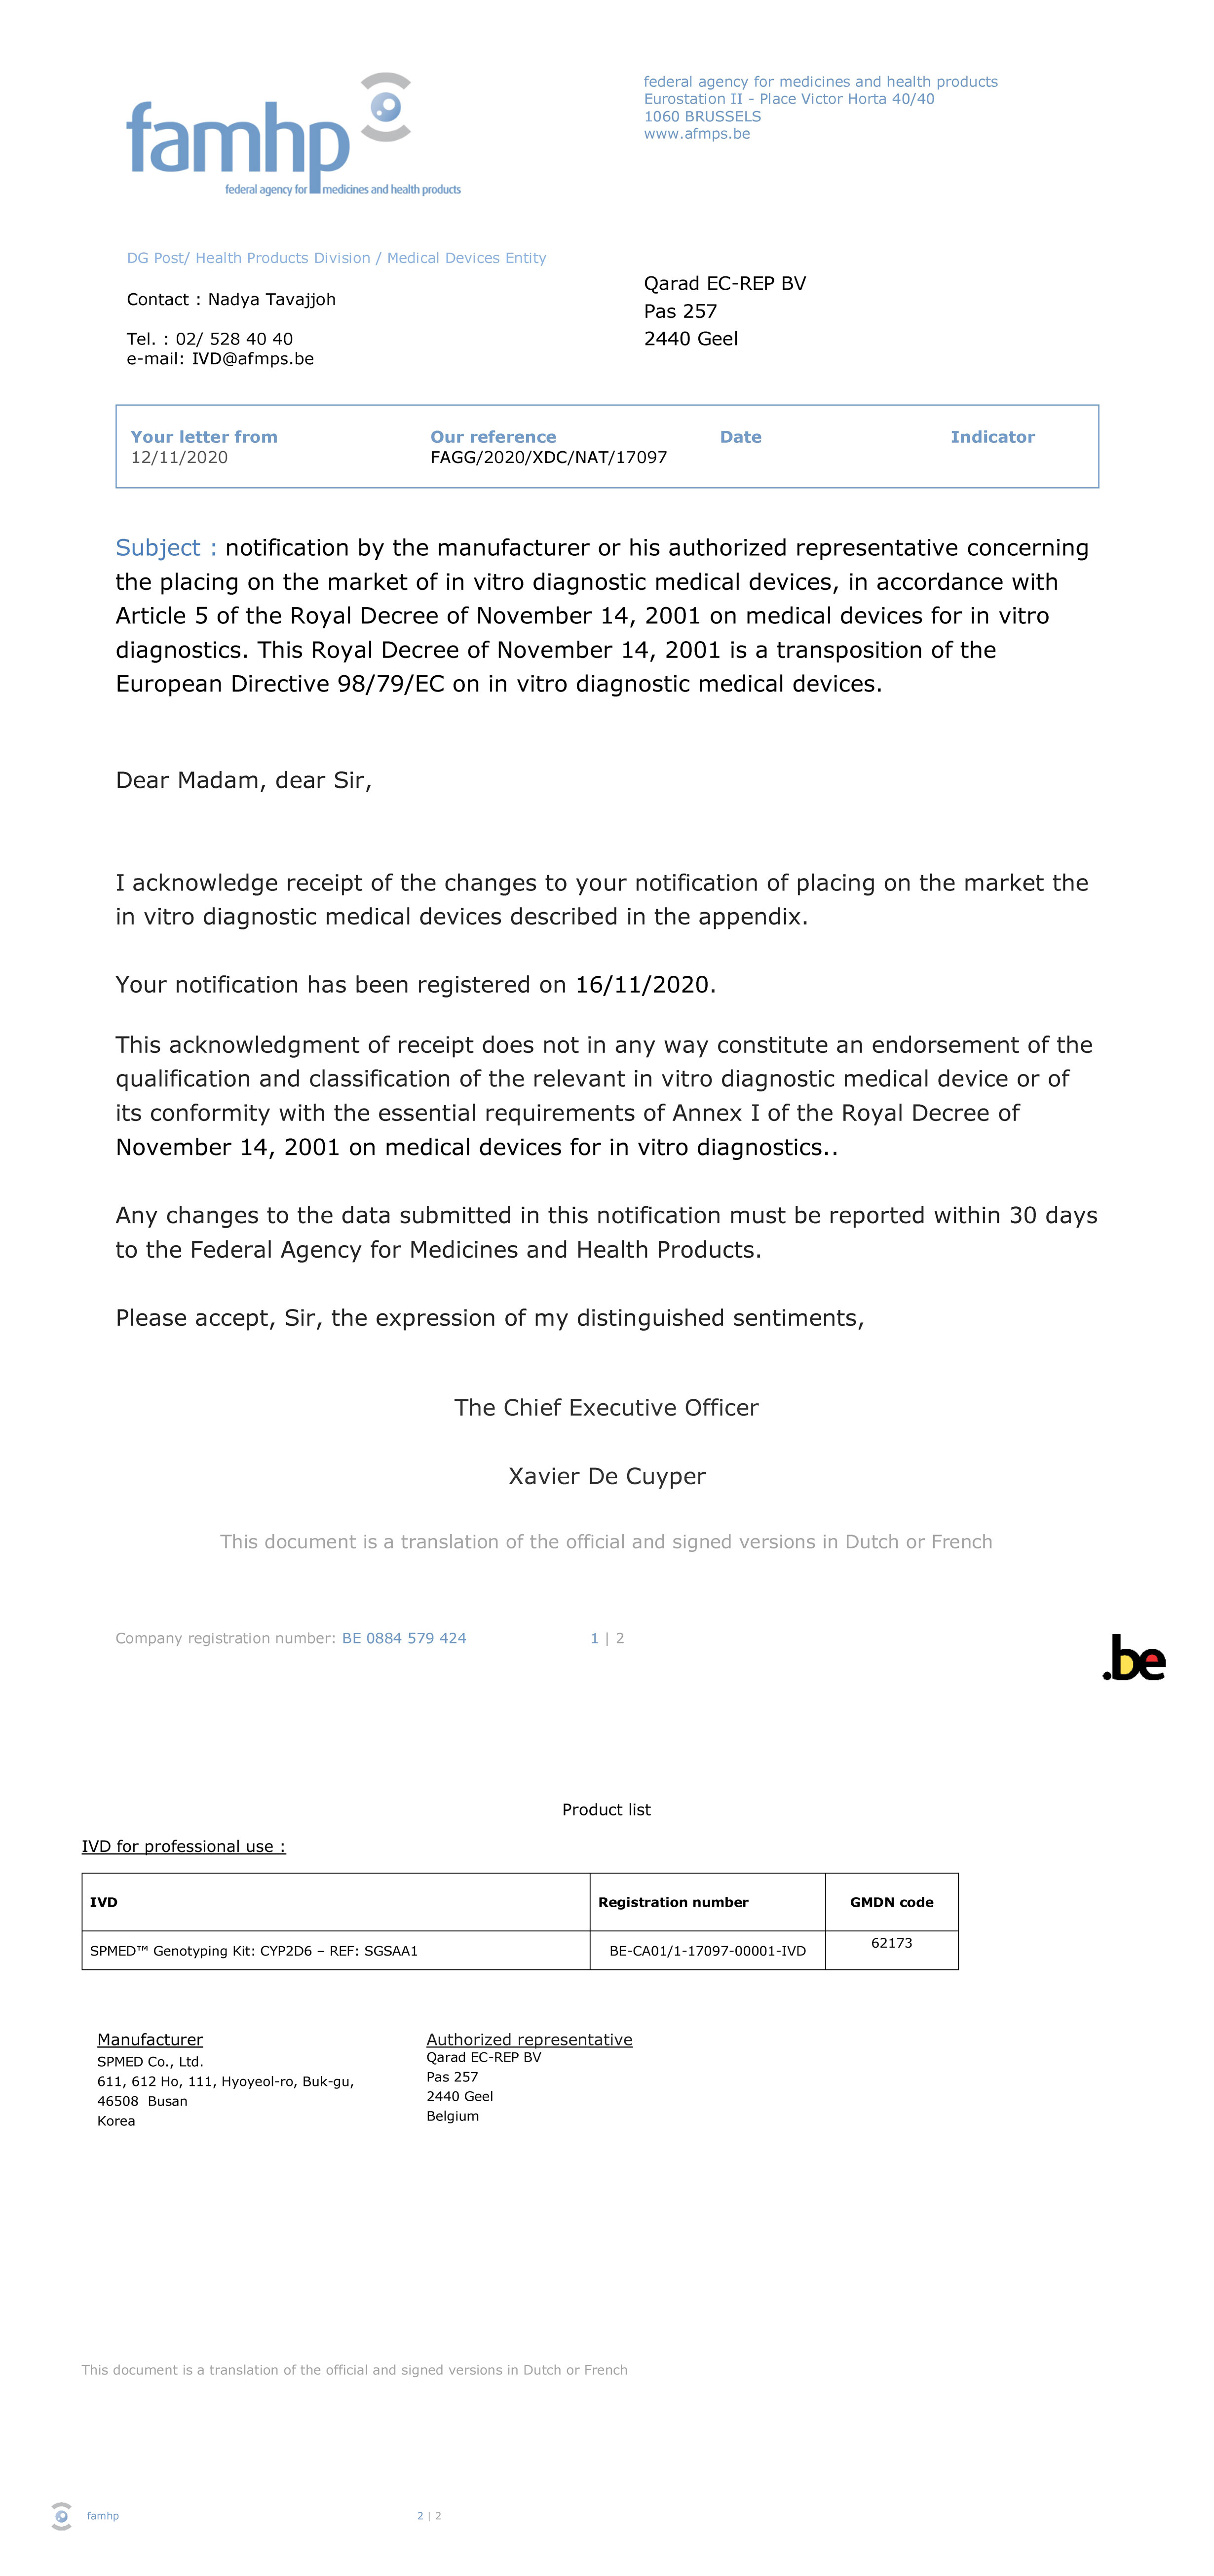 famhp
federal agency for medicines and health products
federal agency for medicines and health products
Eurostation II - Place Victor Horta 40/40
1060 BRUSSELS
www.afmps.be
DG Post/ Health Products Division / Medical Devices Entity
Contact : Nadya Tavajjoh
Tel. : 02/ 528 40 40
e-mail: IVD@afmps.be
Qarad EC-REP BV
Pas 257
2440 Geel
Your letter from Our reference Date Indicator
12/11/2020 FAGG/2020/XDC/NAT/17097
Subject : notification by the manufacturer or his authorized representative concerning
the placing on the market of in vitro diagnostic medical devices, in accordance with
Article 5 of the Royal Decree of November 14, 2001 on medical devices for in vitro
diagnostics. This Royal Decree of November 14, 2001 is a transposition of the
European Directive 98/79/EC on in vitro diagnostic medical devices.
Dear Madam, dear Sir,
I acknowledge receipt of the changes to your notification of placing on the market the
in vitro diagnostic medical devices described in the appendix.
Your notification has been registered on 16/11/2020.
This acknowledgment of receipt does not in any way constitute an endorsement of the
qualification and classification of the relevant in vitro diagnostic medical device or of
its conformity with the essential requirements of Annex I of the Royal Decree of
November 14, 2001 on medical devices for in vitro diagnostics..
Any changes to the data submitted in this notification must be reported within 30 days
to the Federal Agency for Medicines and Health Products.
Please accept, Sir, the expression of my distinguished sentiments,
The Chief Executive Officer
Xavier De Cuyper
This document is a translation of the official and signed versions in Dutch or French
Company registration number: BE 0884 579 424 1 | 2
.be
Product list
IVD for professional use :
IVD Registration number GMDN code
SPMED™ Genotyping Kit: CYP2D6 – REF: SGSAA1 BE-CA01/1-17097-00001-IVD 62173
Manufacturer
SPMED Co., Ltd.
611, 612 Ho, 111, Hyoyeol-ro, Buk-gu,
46508 Busan
Korea
Authorized representative
Qarad EC-REP BV
Pas 257
2440 Geel
Belgium
This document is a translation of the official and signed versions in Dutch or French
famhp 2 | 2